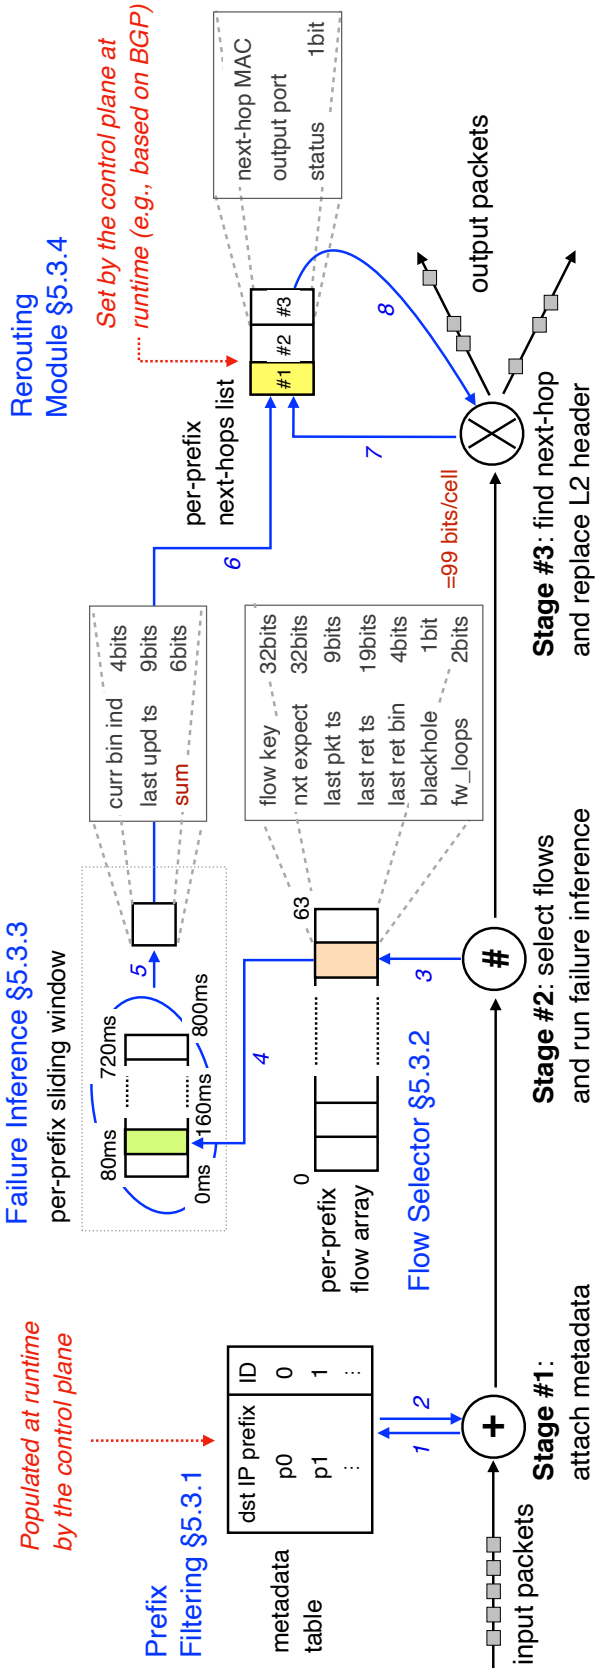 Populated at runtime
by the control plane
Prefix
Filtering §5.3.1
metadata
table
dst IP prefix ID
p0 0
p1 1
... ...
1
2
+
input packets
Stage #1:
attach metadata
Failure Inference §5.3.3
per-prefix sliding window
80ms
720ms
0ms
160ms
800ms
5
curr bin ind 4bits
last upd ts 9bits
sum 6bits
4
0
63
per-prefix
flow array
Flow Selector §5.3.2
3
flow key 32bits
nxt expect 32bits
last pkt ts 9bits
last ret ts 19bits
last ret bin 4bits
blackhole 1bit
fw_loops 2bits
=99 bits/cell
#
Stage #2: select flows
and run failure inference
Rerouting
Module §5.3.4
Set by the control plane at
runtime (e.g., based on BGP)
6
per-prefix
next-hops list
#1 #2 #3
next-hop MAC
output port
status 1bit
7
8
output packets
Stage #3: find next-hop
and replace L2 header